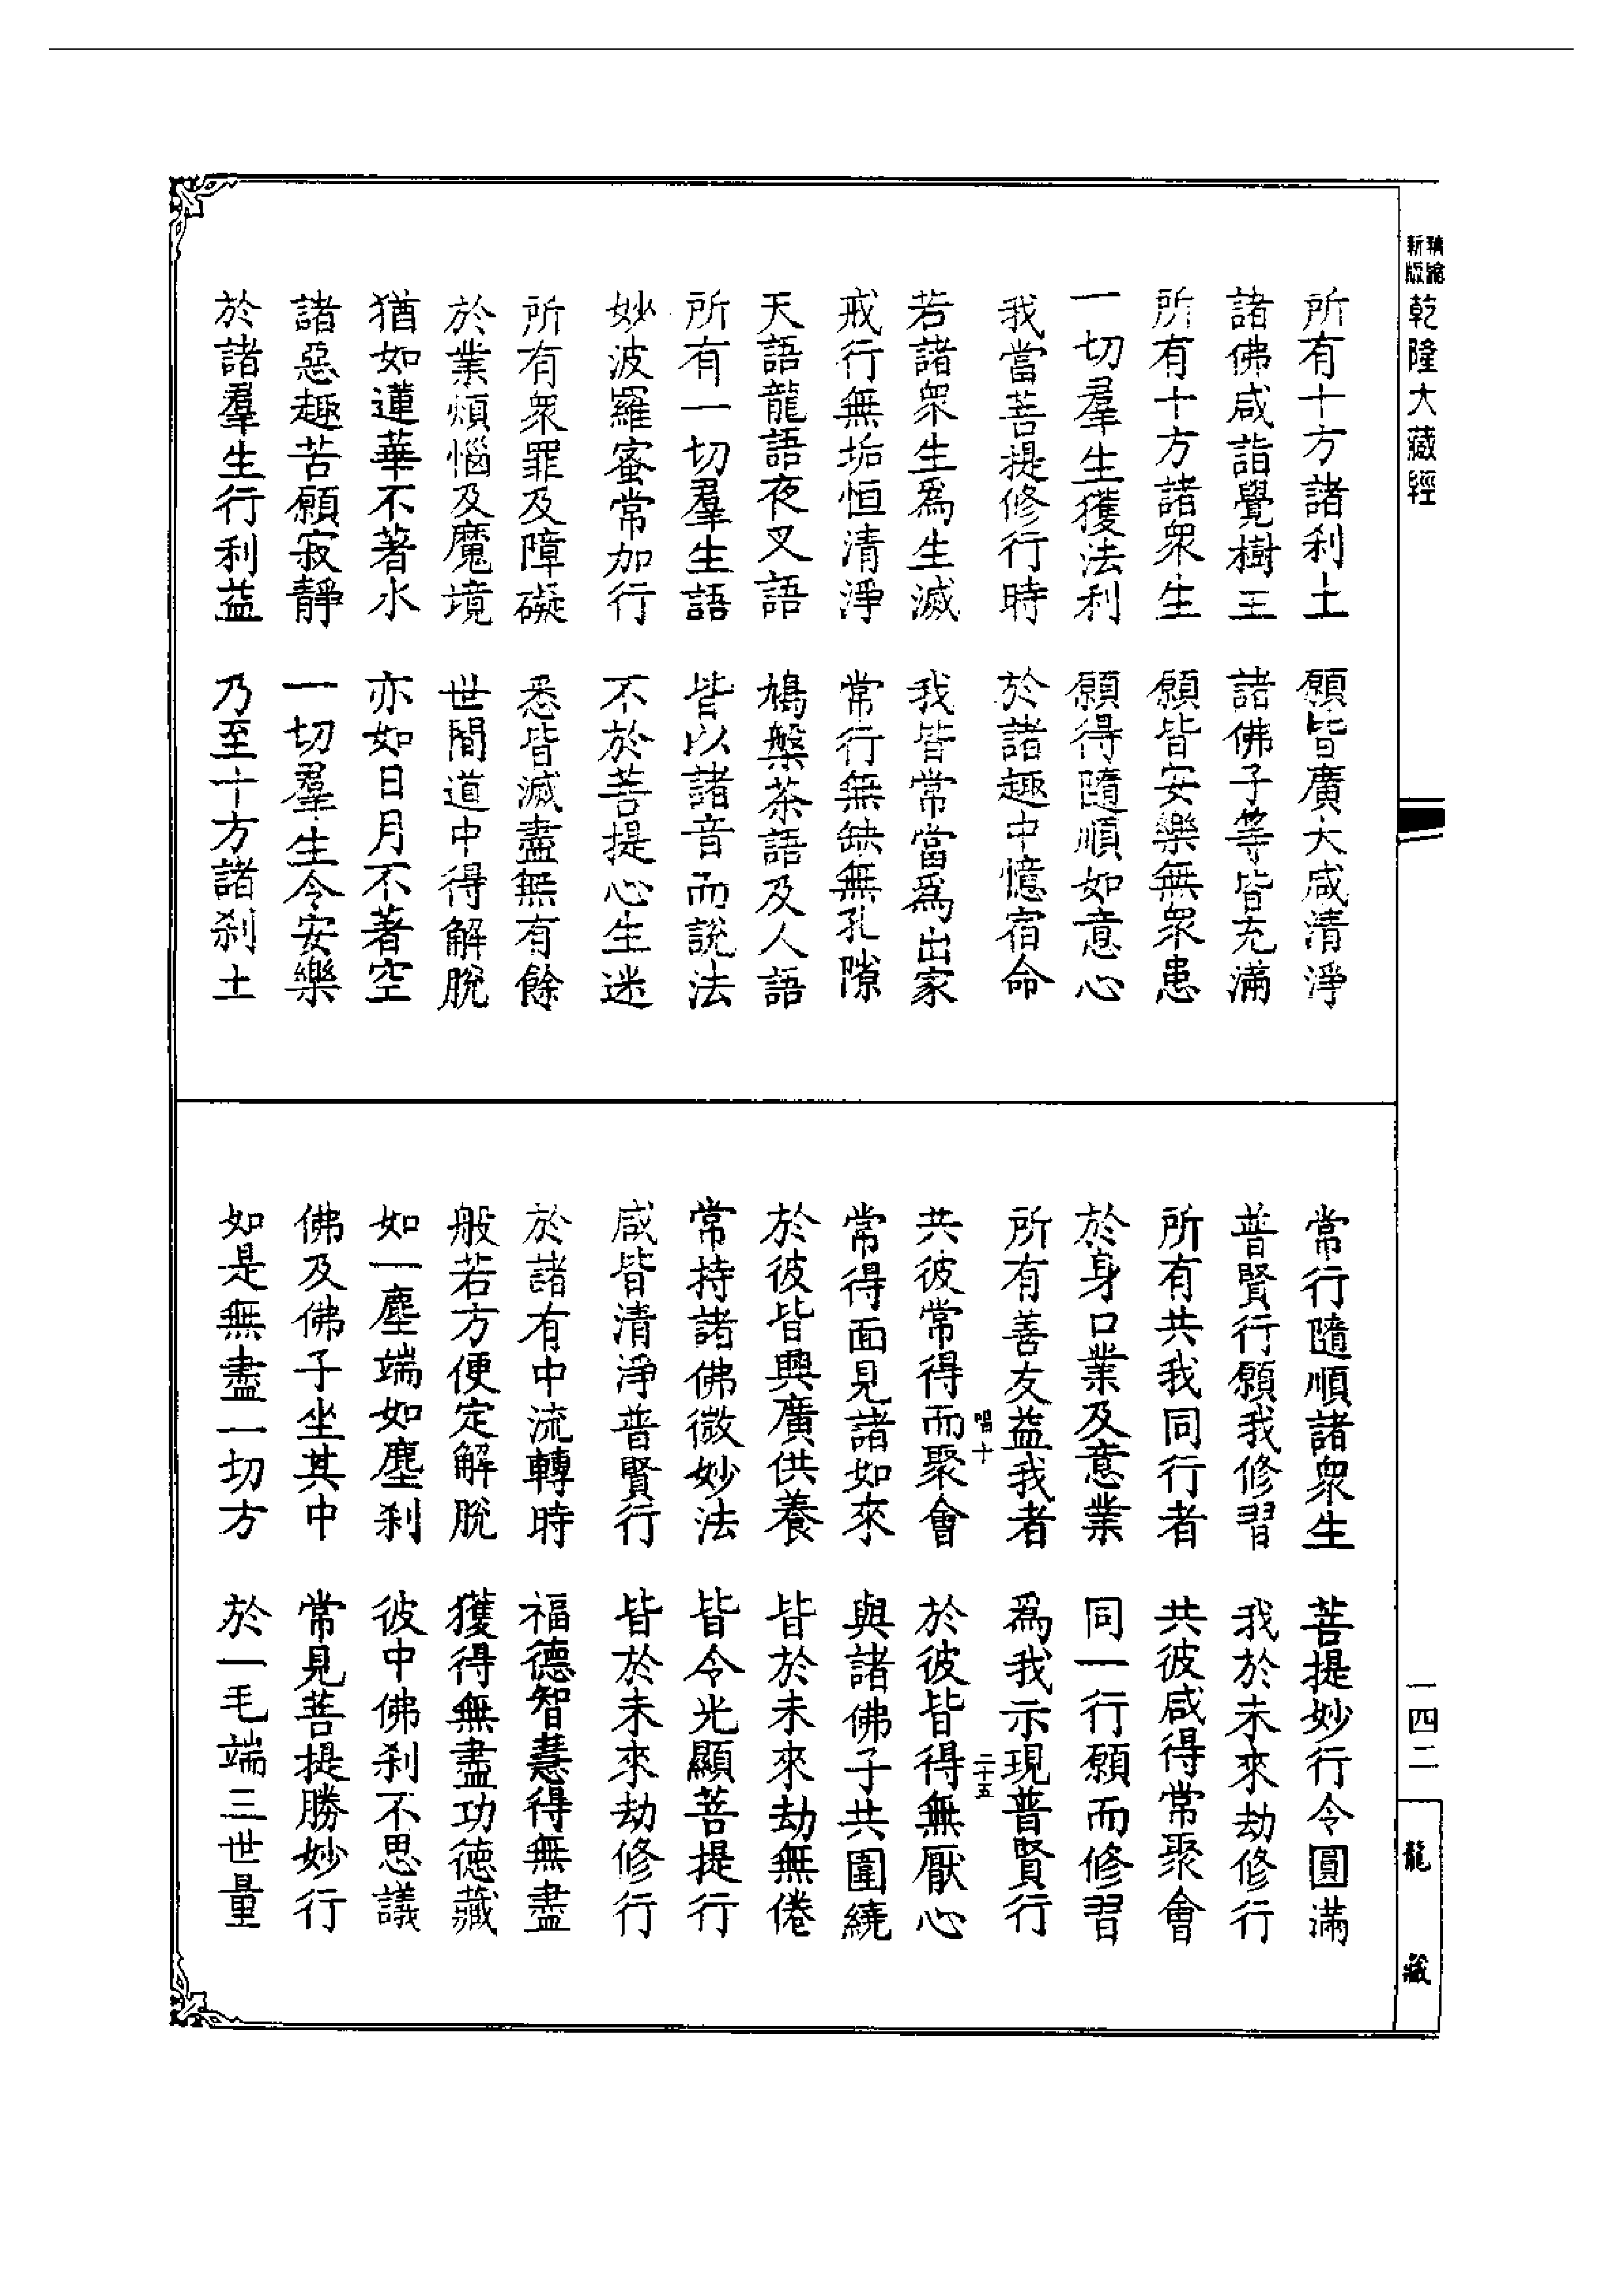 新版
精繪
乾隆大藏經
一四二
龍藏
所有十方諸刹土　願皆廣大咸清淨
諸佛咸詣覺樹王　諸佛子等皆充滿
所有十方諸衆生　願皆安樂無衆患
一切羣生獲法利　願得隨順如意心
我當菩提修行時　於諸趣中憶宿命
若諸衆生爲生滅　我皆常當爲出家
戒行無垢恒清淨　常行無缺無孔隙
天語龍語夜叉語　鳩槃茶語及人語
所有一切羣生語　皆以諸音而說法
妙波羅蜜常加行　不於菩提心生迷
所有衆罪及障礙　悉皆滅盡無有餘
於業煩惱及魔境　世間道中得解脫
猶如蓮華不著水　亦如日月不著空
諸惡趣苦願寂靜　一切羣生令安樂
於諸羣生行利益　乃至十方諸刹土
常行隨順諸衆生　菩提妙行令圓滿
普賢行願我修習　我於未來劫修行
所有共我同行者　共彼咸得常聚會
於身口業及意業　同一行願而修習
所有善友益我者　爲我示現普賢行
唱十　二十五
共彼常得而聚會　於彼皆得無厭心
常得面見諸如來　與諸佛子共圍繞
於彼皆興廣供養　皆於未來劫無倦
常持諸佛微妙法　皆令光顯菩提行
咸皆清淨普賢行　皆於未來劫修行
於諸有中流轉時　福德智慧得無盡
般若方便定解脫　獲得無盡功德藏
如一塵端如塵刹　彼中佛刹不思議
佛及佛子坐其中　常見菩提勝妙行
如是無盡一切方　於一毛端三世量